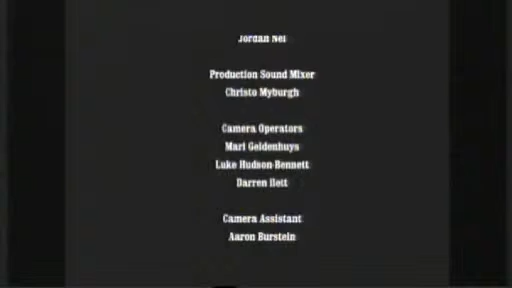 Jordan Nel
Production Sound Mixer
Christo Myburgh
Camera Operators
Mari Geldenhuys
Luke Hudson-Bennett
Darren Ilett
Camera Assistant
Aaron Burstein